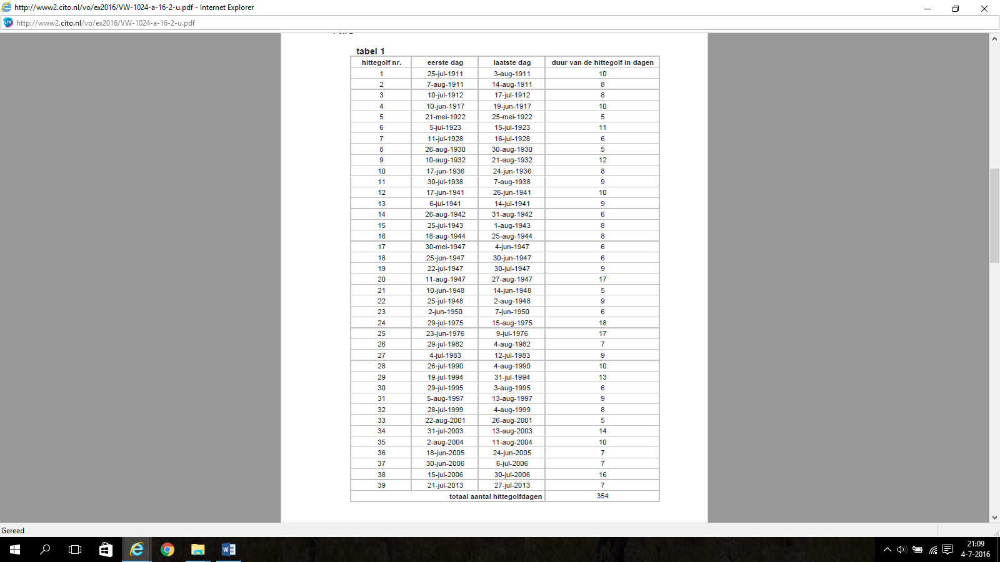 http://www2.cito.nl/vo/ex2016/VW-1024-a-16-2-u.pdf - Internet Explorer
http://www2.cito.nl/vo/ex2016/VW-1024-a-16-2-u.pdf
tabel 1
hittegolf nr. eerste dag laatste dag duur van de hittegolf in dagen
1 25-jul-1911 3-aug-1911 10
2 7-aug-1911 14-aug-1911 8
3 10-jul-1912 17-jul-1912 8
4 10-jun-1917 19-jun-1917 10
5 21-mei-1922 25-mei-1922 5
6 5-jul-1923 15-jul-1923 11
7 11-jul-1928 16-jul-1928 6
8 26-aug-1930 30-aug-1930 5
9 10-aug-1932 21-aug-1932 12
10 17-jun-1936 24-jun-1936 8
11 30-jul-1938 7-aug-1938 9
12 17-jun-1941 26-jun-1941 10
13 6-jul-1941 14-jul-1941 9
14 26-aug-1942 31-aug-1942 6
15 25-jul-1943 1-aug-1943 8
16 18-aug-1944 25-aug-1944 8
17 30-mei-1947 4-jun-1947 6
18 25-jun-1947 30-jun-1947 6
19 22-jul-1947 30-jul-1947 9
20 11-aug-1947 27-aug-1947 17
21 10-jun-1948 14-jun-1948 5
22 25-jul-1948 2-aug-1948 9
23 2-jun-1950 7-jun-1950 6
24 29-jul-1975 15-aug-1975 18
25 23-jun-1976 9-jul-1976 17
26 29-jul-1982 4-aug-1982 7
27 4-jul-1983 12-jul-1983 9
28 26-jul-1990 4-aug-1990 10
29 19-jul-1994 31-jul-1994 13
30 29-jul-1995 3-aug-1995 6
31 5-aug-1997 13-aug-1997 9
32 28-jul-1999 4-aug-1999 8
33 22-aug-2001 26-aug-2001 5
34 31-jul-2003 13-aug-2003 14
35 2-aug-2004 11-aug-2004 10
36 18-jun-2005 24-jun-2005 7
37 30-jun-2006 6-jul-2006 7
38 15-jul-2006 30-jul-2006 16
39 21-jul-2013 27-jul-2013 7
totaal aantal hittegolfdagen 354
Gereed
21:09
4-7-2016